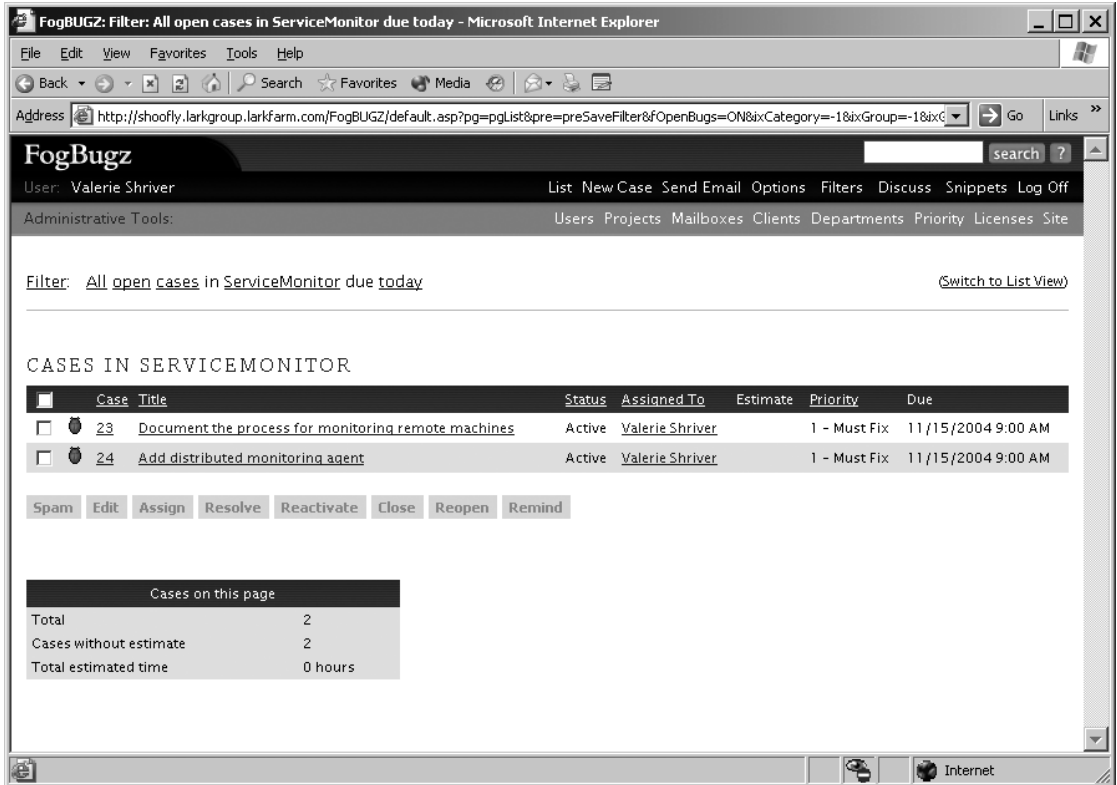 FogBUGZ: Filter: All open cases in ServiceMonitor due today - Microsoft Internet Explorer
File Edit View Favorites Tools Help
Back Search Favorites Media
Address http://shoofly.larkgroup.larkfarm.com/FogBUGZ/default.asp?pg=pgList&pre=preSaveFilter&fOpenBugs=ON&ixCategory=-1&ixGroup=-1&ix Go Links »
FogBugz search ?
User: Valerie Shriver List New Case Send Email Options Filters Discuss Snippets Log Off
Administrative Tools: Users Projects Mailboxes Clients Departments Priority Licenses Site
Filter: All open cases in ServiceMonitor due today (Switch to List View)
CASES IN SERVICEMONITOR
Case Title Status Assigned To Estimate Priority Due
23 Document the process for monitoring remote machines Active Valerie Shriver 1 - Must Fix 11/15/2004 9:00 AM
24 Add distributed monitoring agent Active Valerie Shriver 1 - Must Fix 11/15/2004 9:00 AM
Spam Edit Assign Resolve Reactivate Close Reopen Remind
Cases on this page
Total 2
Cases without estimate 2
Total estimated time 0 hours
Internet